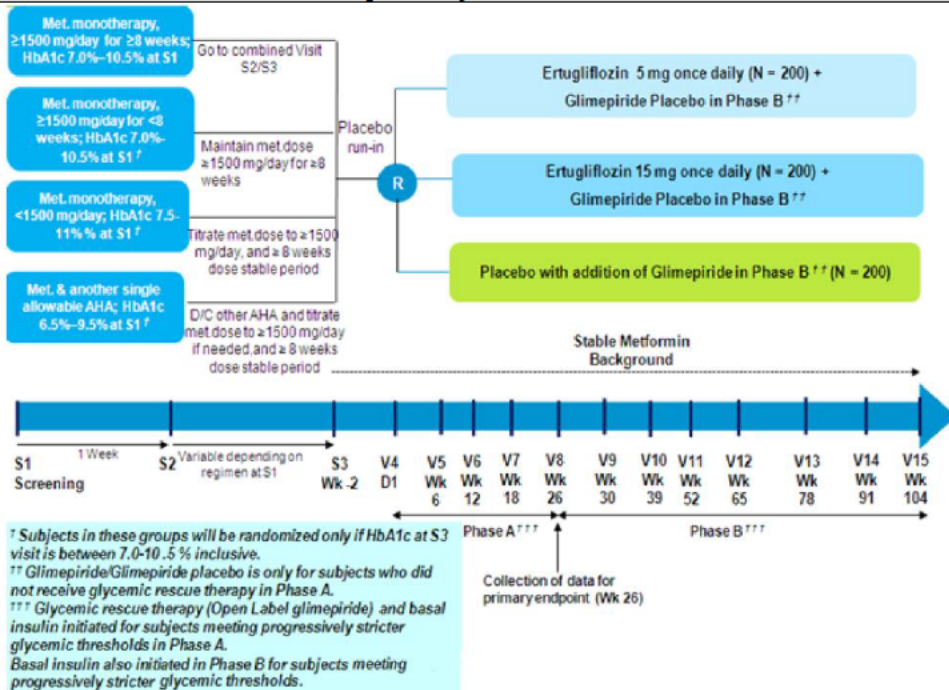 Met. monotherapy,
≥1500 mg/day for ≥8 weeks;
HbA1c 7.0%–10.5% at S1
Go to combined Visit
S2/S3
Met. monotherapy,
≥1500 mg/day for <8
weeks; HbA1c 7.0%-
10.5% at S1 †
Maintain met.dose
≥1500 mg/day for ≥8
weeks
Met. monotherapy,
<1500 mg/day; HbA1c 7.5-
11%% at S1 †
Titrate met.dose to ≥1500
mg/day, and ≥ 8 weeks
dose stable period
Met. & another single
allowable AHA; HbA1c
6.5%–9.5% at S1 †
D/C other AHA and titrate
met.dose to ≥1500 mg/day
if needed,and ≥ 8 weeks
dose stable period
Placebo
run-in
R
Ertugliflozin 5 mg once daily (N = 200) +
Glimepiride Placebo in Phase B ††
Ertugliflozin 15 mg once daily (N = 200) +
Glimepiride Placebo in Phase B ††
Placebo with addition of Glimepiride in Phase B †† (N = 200)
Stable Metformin
Background
S1
Screening
1 Week
S2
Variable depending on
regimen at S1
S3
Wk -2
V4
D1
V5
Wk
6
V6
Wk
12
V7
Wk
18
V8
Wk
26
V9
Wk
30
V10
Wk
39
V11
Wk
52
V12
Wk
65
V13
Wk
78
V14
Wk
91
V15
Wk
104
Phase A †††
Phase B †††
Collection of data for
primary endpoint (Wk 26)
† Subjects in these groups will be randomized only if HbA1c at S3
visit is between 7.0-10 .5 % inclusive.
†† Glimepiride/Glimepiride placebo is only for subjects who did
not receive glycemic rescue therapy in Phase A.
††† Glycemic rescue therapy (Open Label glimepiride) and basal
insulin initiated for subjects meeting progressively stricter
glycemic thresholds in Phase A.
Basal insulin also initiated in Phase B for subjects meeting
progressively stricter glycemic thresholds.